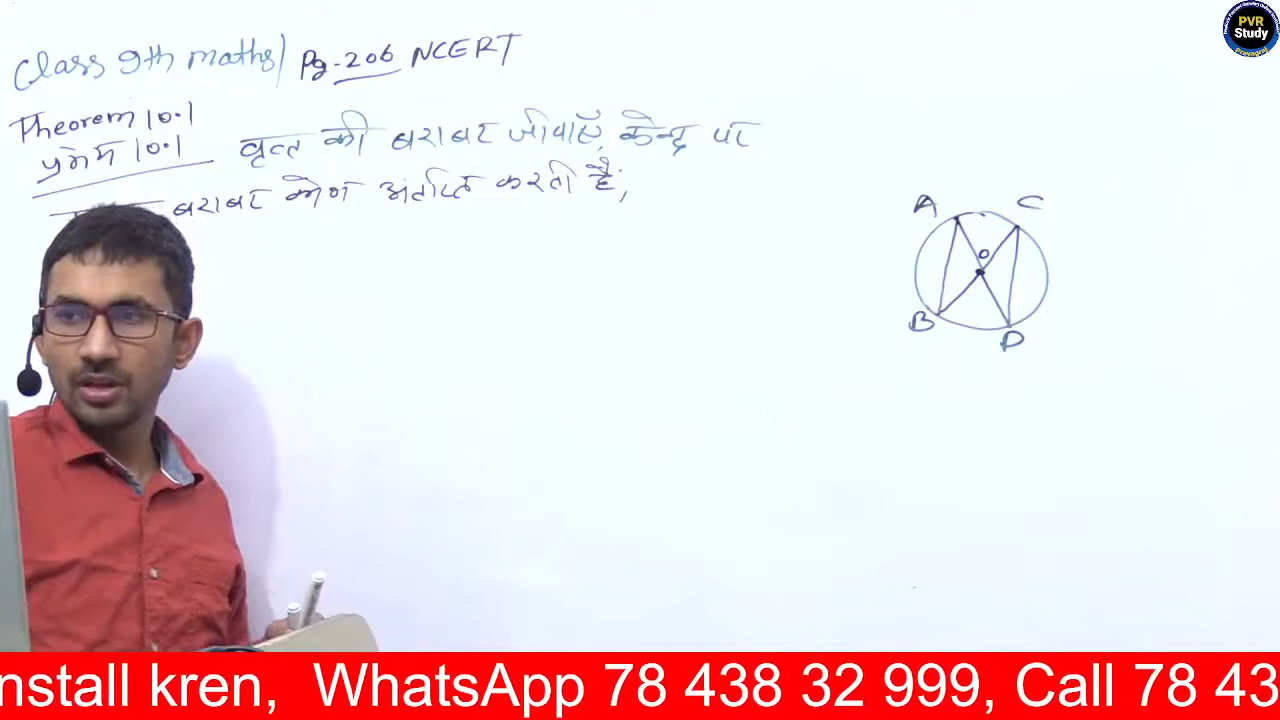 Class 9th maths/ Pg-206 NCERT
Theorem 10.1
प्रमेय 10.1
वृत्त की बराबर जीवाएँ, केन्द्र पर
बराबर कोण अंतरित करती हैं;
A C
O
B D
PVR
Study
Prayagraj
nstall kren, WhatsApp 78 438 32 999, Call 78 43